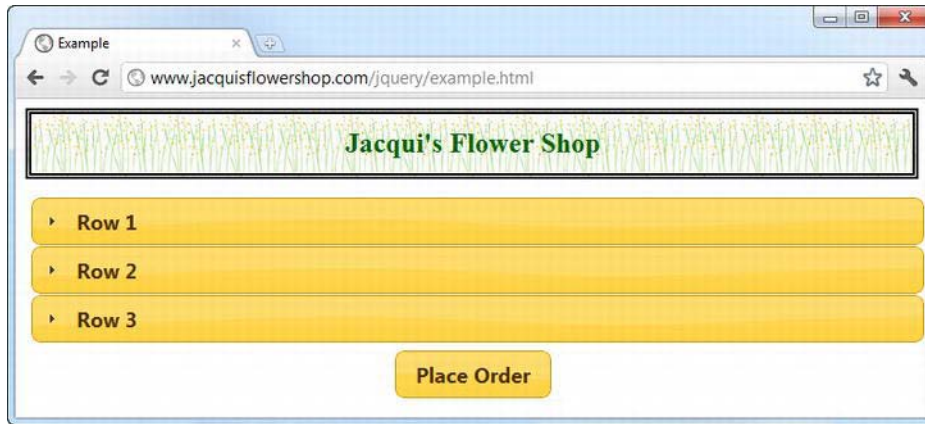 Example
www.jacquisflowershop.com/jquery/example.html
Jacqui's Flower Shop
Row 1
Row 2
Row 3
Place Order